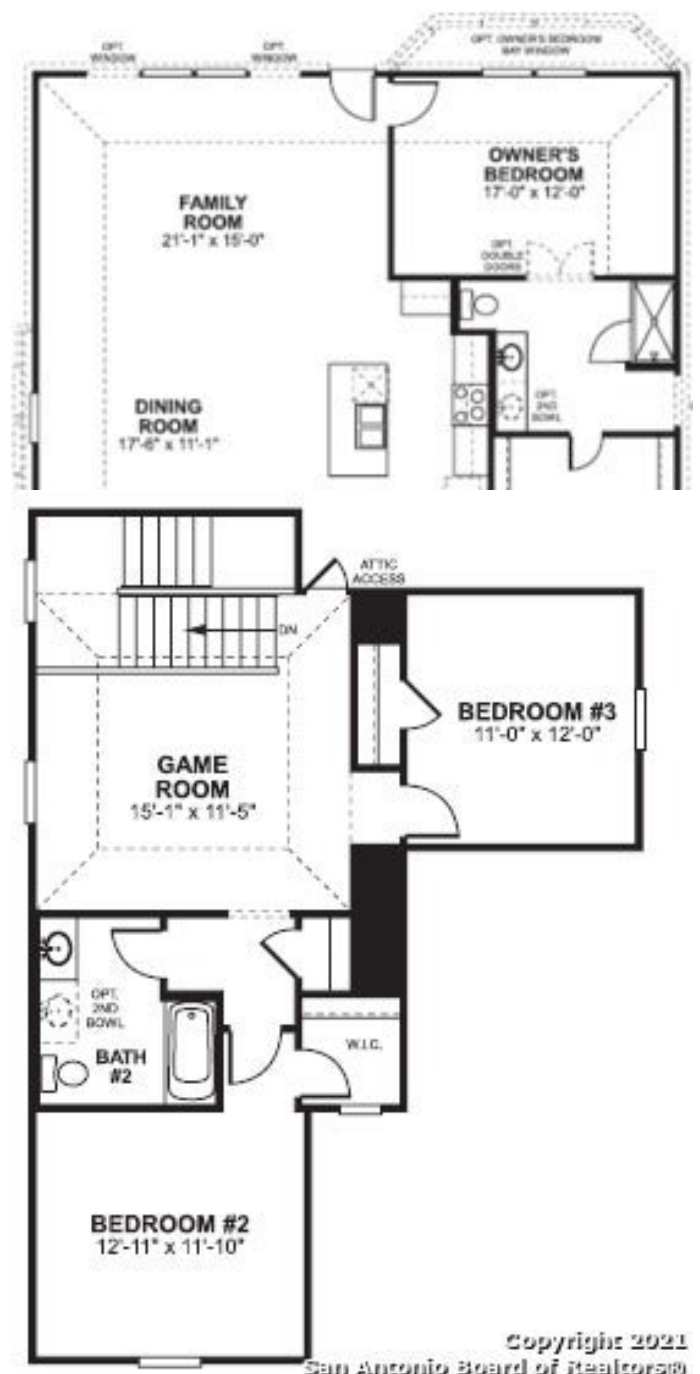 OPT. WINDOW
OPT. WINDOW
OPT. OWNER'S BEDROOM
BAY WINDOW
OWNER'S
BEDROOM
17'-0" x 12'-0"
FAMILY
ROOM
21'-1" x 15'-0"
OPT.
DOUBLE
DOORS
DINING
ROOM
17'-6" x 11'-1"
OPT.
2ND
BOWL
ATTIC
ACCESS
DN
BEDROOM #3
11'-0" x 12'-0"
GAME
ROOM
15'-1" x 11'-5"
OPT.
2ND
BOWL
BATH
#2
W.I.C.
BEDROOM #2
12'-11" x 11'-10"
Copyright 2021
San Antonio Board of Realtors®